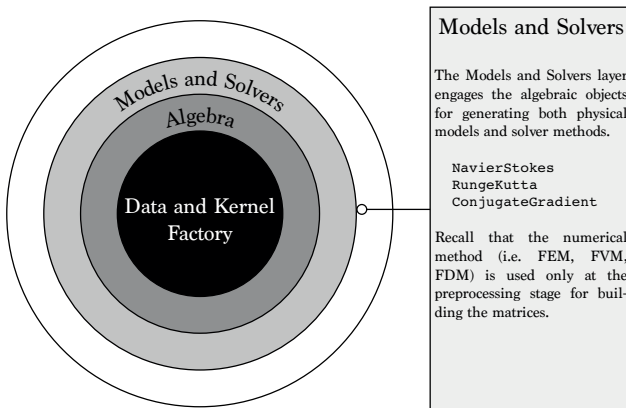 Models and Solvers
Algebra
Data and Kernel
Factory
Models and Solvers
The Models and Solvers layer
engages the algebraic objects
for generating both physical
models and solver methods.
NavierStokes
RungeKutta
ConjugateGradient
Recall that the numerical
method (i.e. FEM, FVM,
FDM) is used only at the
preprocessing stage for buil-
ding the matrices.